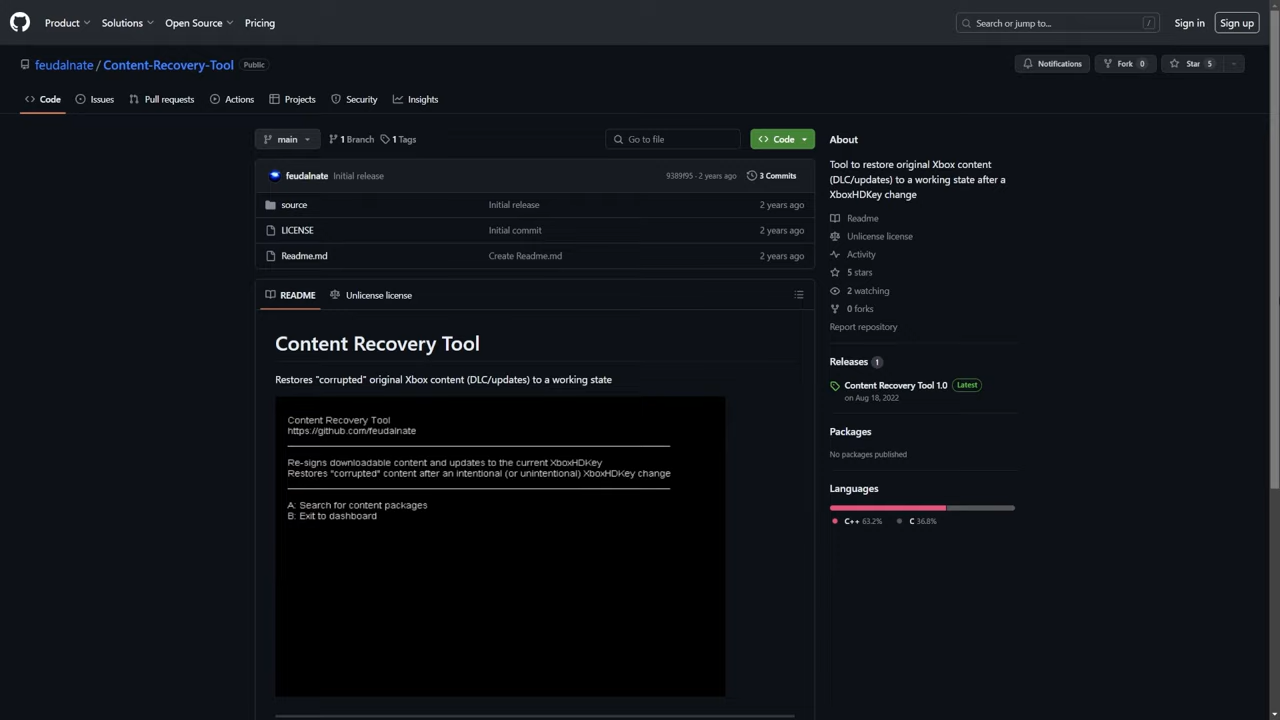 Product Solutions Open Source Pricing Search or jump to... / Sign in Sign up
feudalnate / Content-Recovery-Tool Public Notifications Fork 0 Star 5
Code Issues Pull requests Actions Projects Security Insights
main 1 Branch 1 Tags Go to file Code
feudalnate Initial release 9389f95 · 2 years ago 3 Commits
source Initial release 2 years ago
LICENSE Initial commit 2 years ago
Readme.md Create Readme.md 2 years ago
README Unlicense license
Content Recovery Tool
Restores "corrupted" original Xbox content (DLC/updates) to a working state
Content Recovery Tool
https://github.com/feudalnate
Re-signs downloadable content and updates to the current XboxHDKey
Restores "corrupted" content after an intentional (or unintentional) XboxHDKey change
A: Search for content packages
B: Exit to dashboard
About
Tool to restore original Xbox content
(DLC/updates) to a working state after a
XboxHDKey change
Readme
Unlicense license
Activity
5 stars
2 watching
0 forks
Report repository
Releases 1
Content Recovery Tool 1.0 Latest
on Aug 18, 2022
Packages
No packages published
Languages
C++ 63.2% C 36.8%